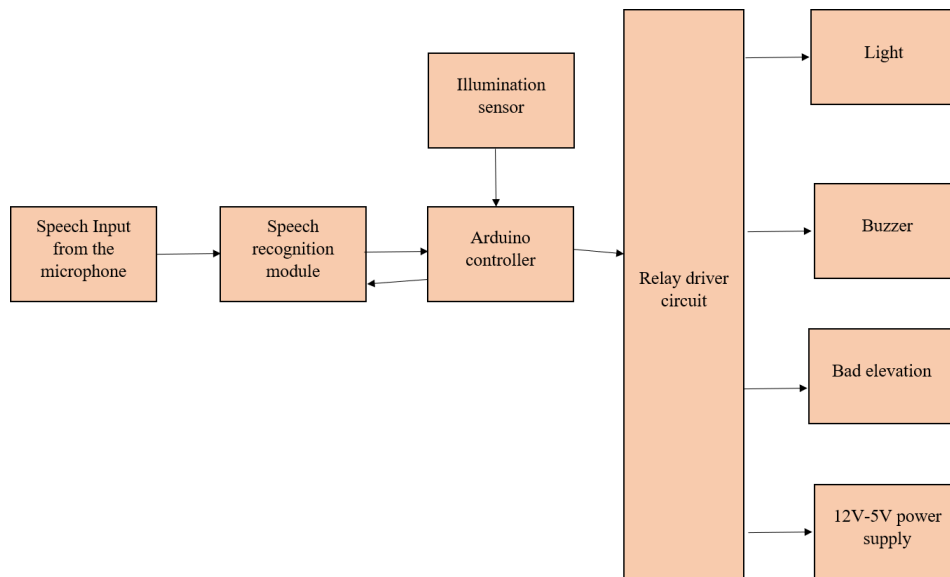 Light
Illumination
sensor
Speech Input
from the
microphone
Speech
recognition
module
Arduino
controller
Relay driver
circuit
Buzzer
Bad elevation
12V-5V power
supply